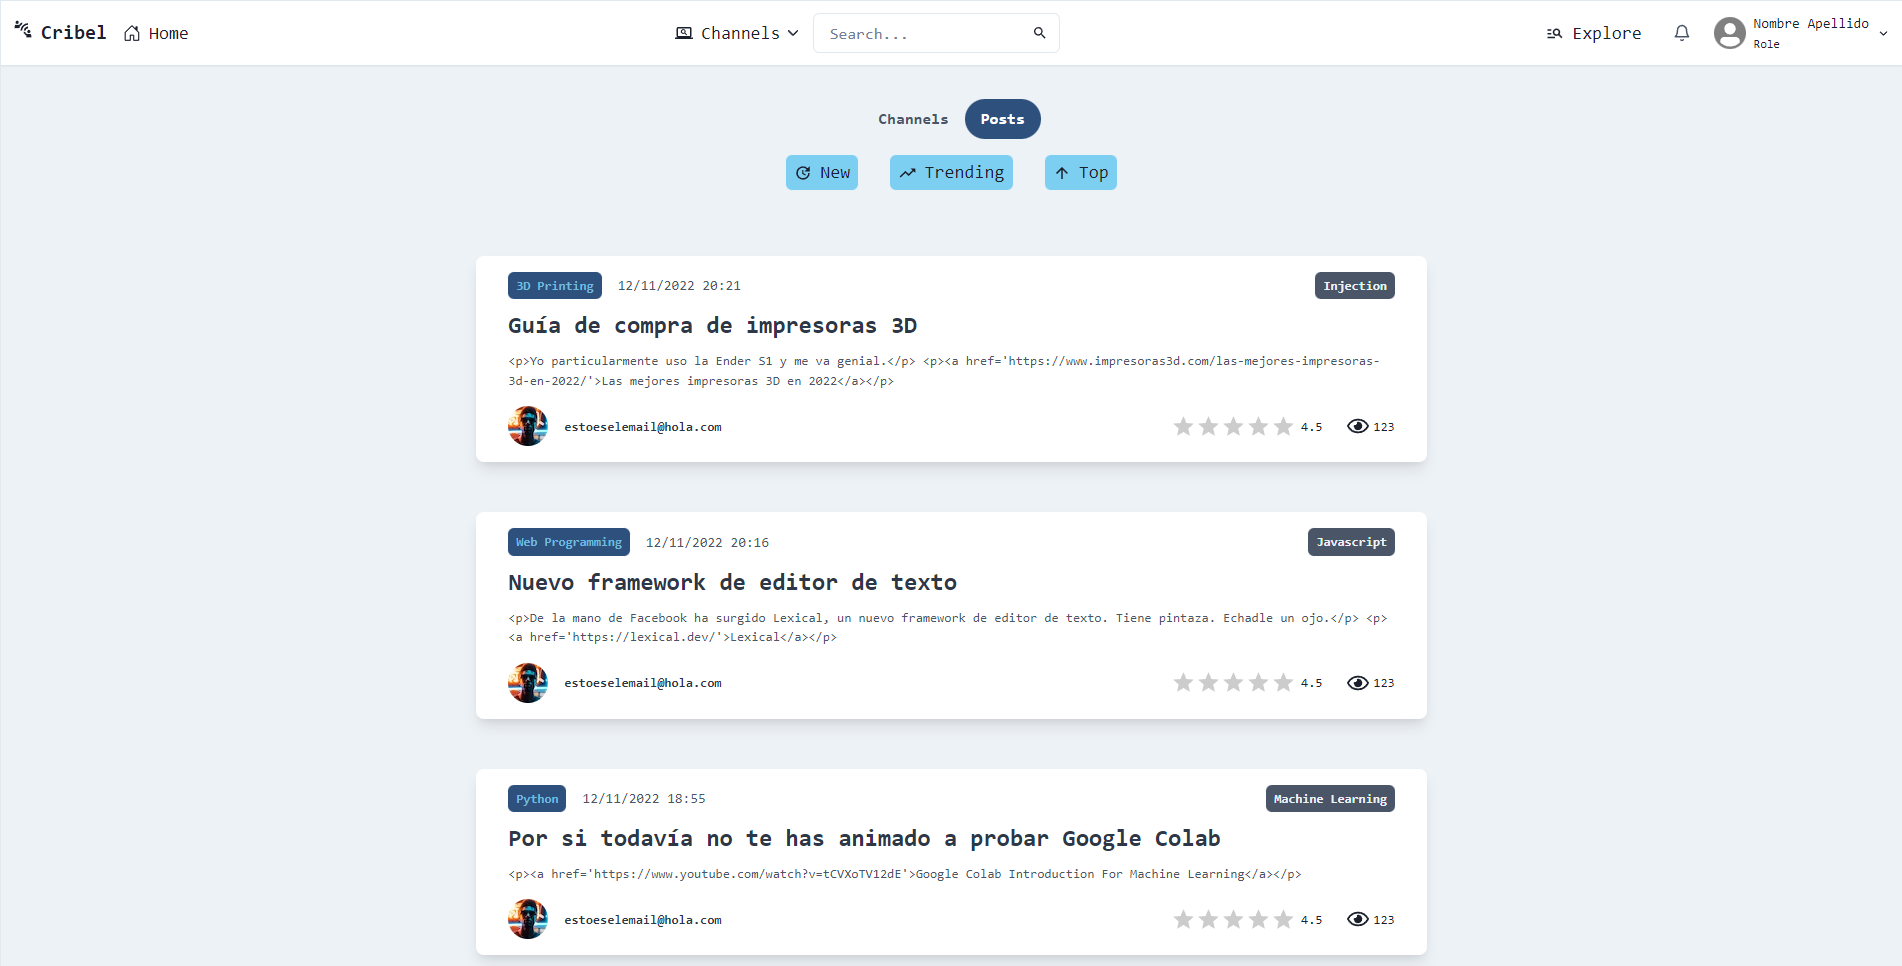 Cribel Home Channels Search... Explore Nombre Apellido
Role
Channels Posts
New Trending Top
3D Printing 12/11/2022 20:21 Injection
Guía de compra de impresoras 3D
<p>Yo particularmente uso la Ender S1 y me va genial.</p> <p><a href='https://www.impresoras3d.com/las-mejores-impresoras-
3d-en-2022/'>Las mejores impresoras 3D en 2022</a></p>
estoeselemail@hola.com 4.5 123
Web Programming 12/11/2022 20:16 Javascript
Nuevo framework de editor de texto
<p>De la mano de Facebook ha surgido Lexical, un nuevo framework de editor de texto. Tiene pintaza. Echadle un ojo.</p> <p>
<a href='https://lexical.dev/'>Lexical</a></p>
estoeselemail@hola.com 4.5 123
Python 12/11/2022 18:55 Machine Learning
Por si todavía no te has animado a probar Google Colab
<p><a href='https://www.youtube.com/watch?v=tCVXoTV12dE'>Google Colab Introduction For Machine Learning</a></p>
estoeselemail@hola.com 4.5 123